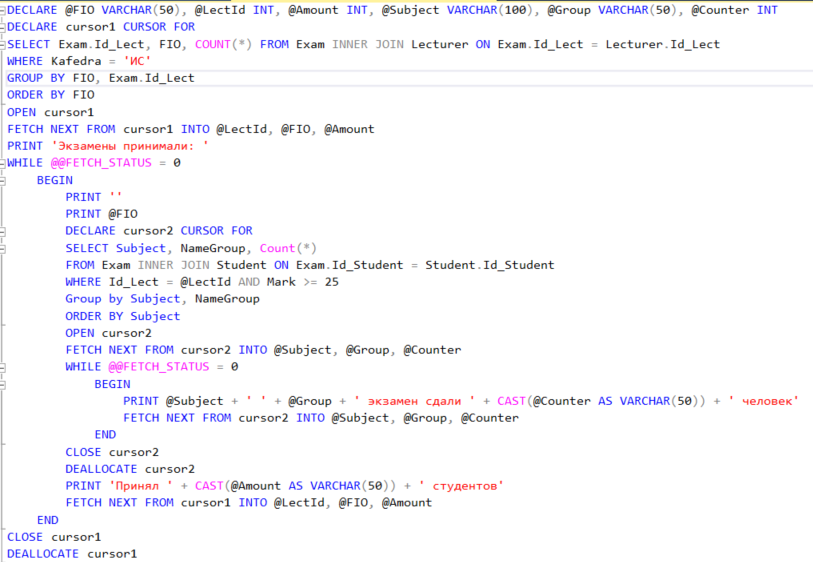 DECLARE @FIO VARCHAR(50), @LectId INT, @Amount INT, @Subject VARCHAR(100), @Group VARCHAR(50), @Counter INT
DECLARE cursor1 CURSOR FOR
SELECT Exam.Id_Lect, FIO, COUNT(*) FROM Exam INNER JOIN Lecturer ON Exam.Id_Lect = Lecturer.Id_Lect
WHERE Kafedra = 'ИС'
GROUP BY FIO, Exam.Id_Lect
ORDER BY FIO
OPEN cursor1
FETCH NEXT FROM cursor1 INTO @LectId, @FIO, @Amount
PRINT 'Экзамены принимали: '
WHILE @@FETCH_STATUS = 0
BEGIN
PRINT ''
PRINT @FIO
DECLARE cursor2 CURSOR FOR
SELECT Subject, NameGroup, Count(*)
FROM Exam INNER JOIN Student ON Exam.Id_Student = Student.Id_Student
WHERE Id_Lect = @LectId AND Mark >= 25
Group by Subject, NameGroup
ORDER BY Subject
OPEN cursor2
FETCH NEXT FROM cursor2 INTO @Subject, @Group, @Counter
WHILE @@FETCH_STATUS = 0
BEGIN
PRINT @Subject + ' ' + @Group + ' экзамен сдали ' + CAST(@Counter AS VARCHAR(50)) + ' человек'
FETCH NEXT FROM cursor2 INTO @Subject, @Group, @Counter
END
CLOSE cursor2
DEALLOCATE cursor2
PRINT 'Принял ' + CAST(@Amount AS VARCHAR(50)) + ' студентов'
FETCH NEXT FROM cursor1 INTO @LectId, @FIO, @Amount
END
CLOSE cursor1
DEALLOCATE cursor1